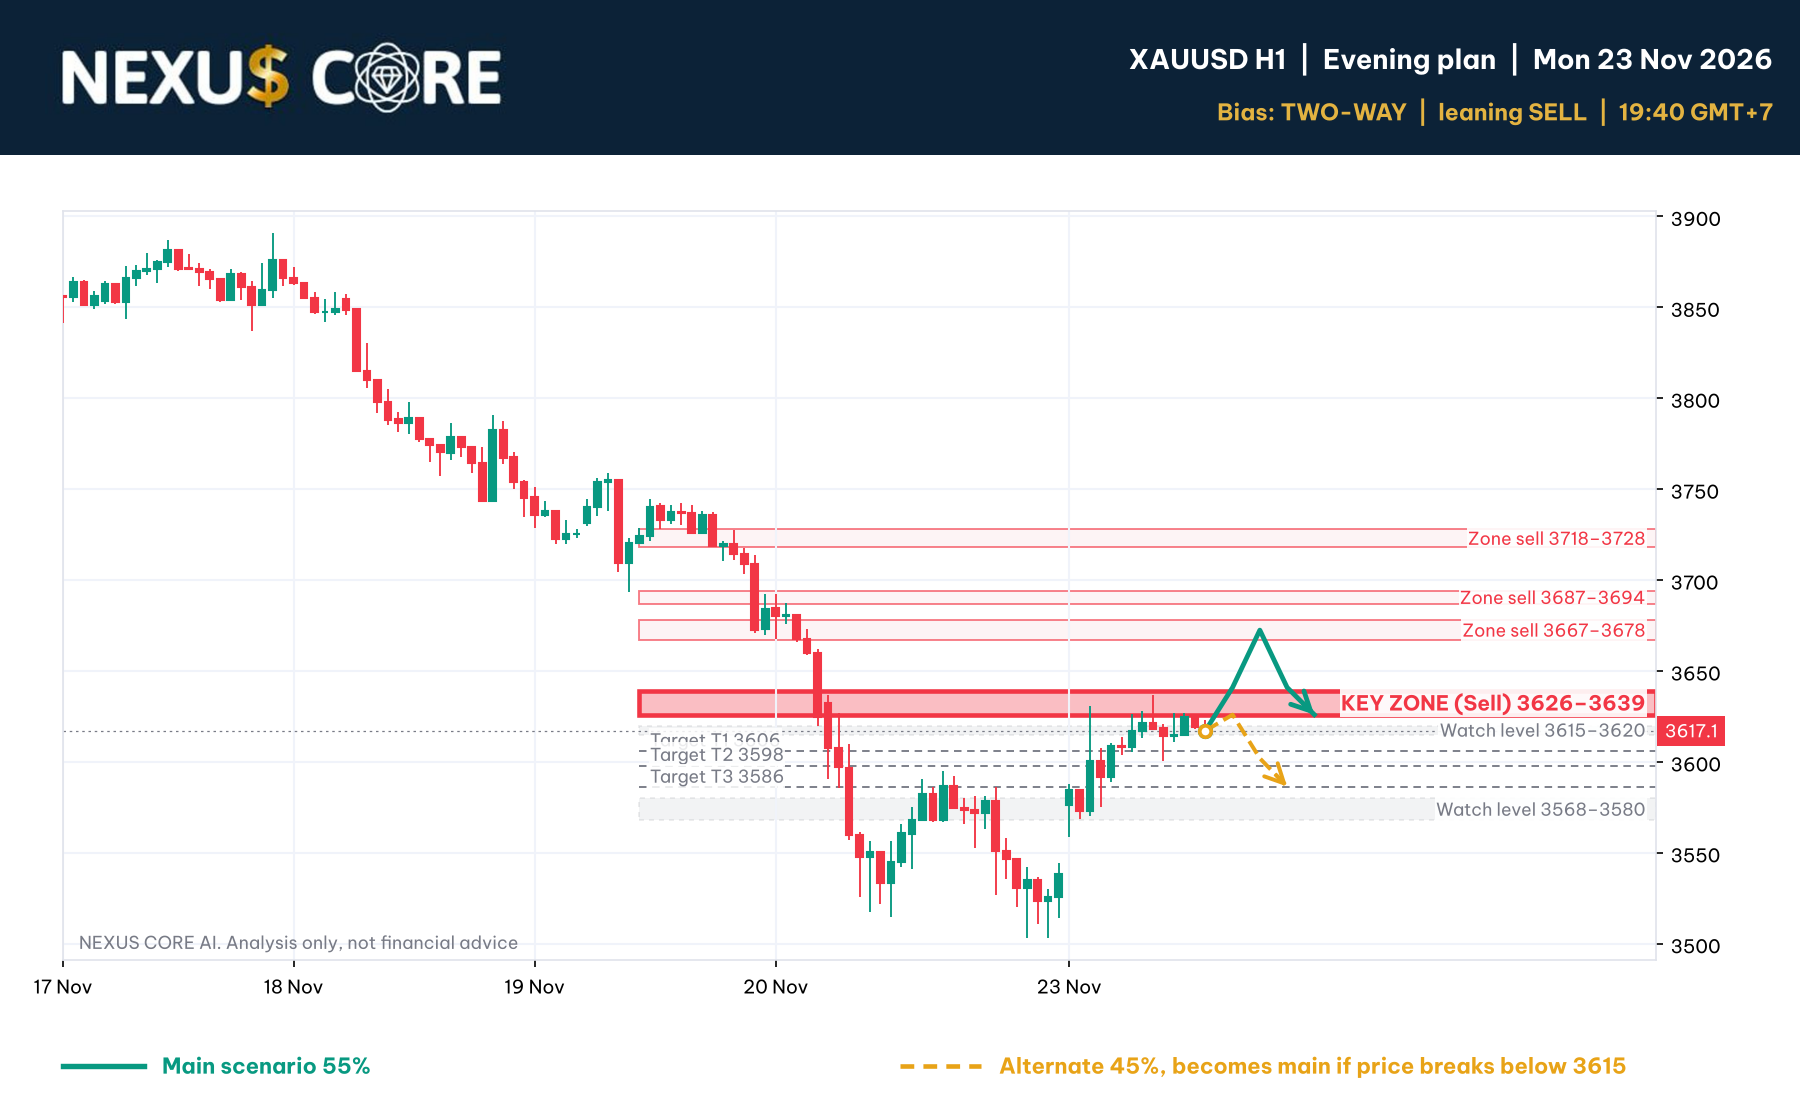 NEXU$ CORE
XAUUSD H1 | Evening plan | Mon 23 Nov 2026
Bias: TWO-WAY | leaning SELL | 19:40 GMT+7
3900
3850
3800
3750
3700
3650
3600
3550
3500
Zone sell 3718–3728
Zone sell 3687–3694
Zone sell 3667–3678
KEY ZONE (Sell) 3626–3639
Watch level 3615–3620
3617.1
Target T1 3606
Target T2 3598
Target T3 3586
Watch level 3568–3580
NEXUS CORE AI. Analysis only, not financial advice
17 Nov
18 Nov
19 Nov
20 Nov
23 Nov
Main scenario 55%
Alternate 45%, becomes main if price breaks below 3615